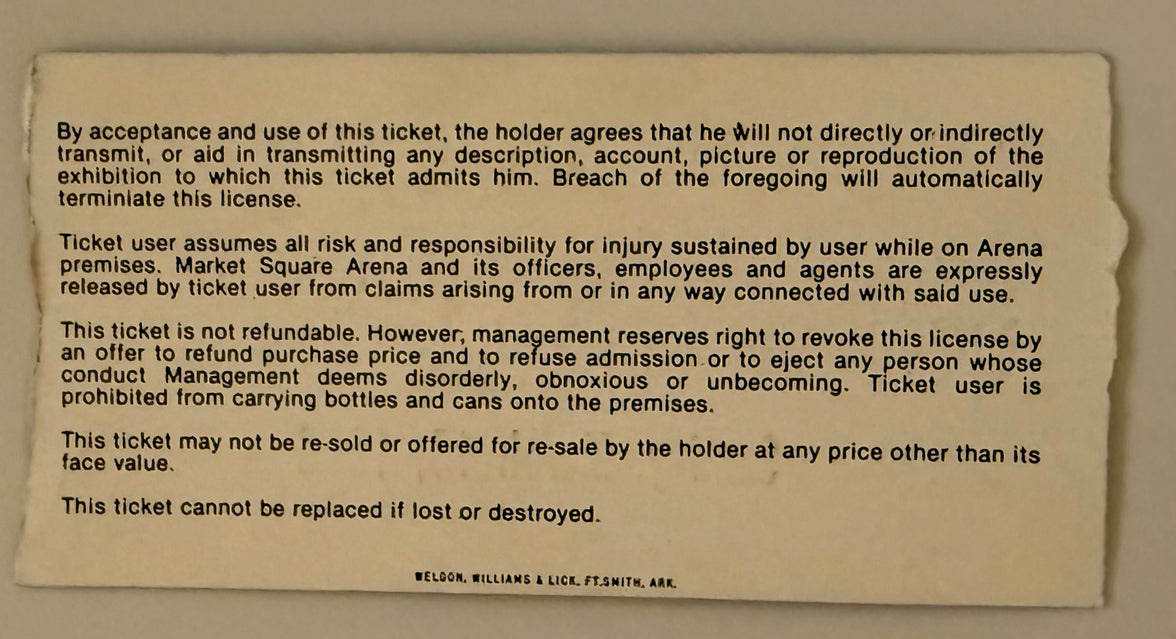 By acceptance and use of this ticket, the holder agrees that he will not directly or indirectly
transmit, or aid in transmitting any description, account, picture or reproduction of the
exhibition to which this ticket admits him. Breach of the foregoing will automatically
terminiate this license.
Ticket user assumes all risk and responsibility for injury sustained by user while on Arena
premises. Market Square Arena and its officers, employees and agents are expressly
released by ticket user from claims arising from or in any way connected with said use.
This ticket is not refundable. However, management reserves right to revoke this license by
an offer to refund purchase price and to refuse admission or to eject any person whose
conduct Management deems disorderly, obnoxious or unbecoming. Ticket user is
prohibited from carrying bottles and cans onto the premises.
This ticket may not be re-sold or offered for re-sale by the holder at any price other than its
face value.
This ticket cannot be replaced if lost or destroyed.
WELDON, WILLIAMS & LICK, FT.SMITH, ARK.